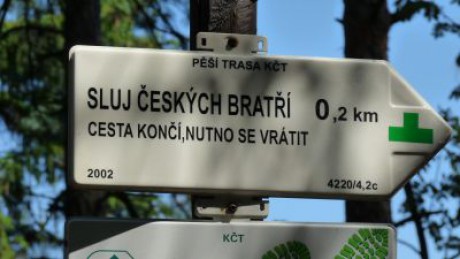 PĚŠÍ TRASA KČT
SLUJ ČESKÝCH BRATŘÍ 0,2 km
CESTA KONČÍ,NUTNO SE VRÁTIT
2002 4220/4,2c
KČT